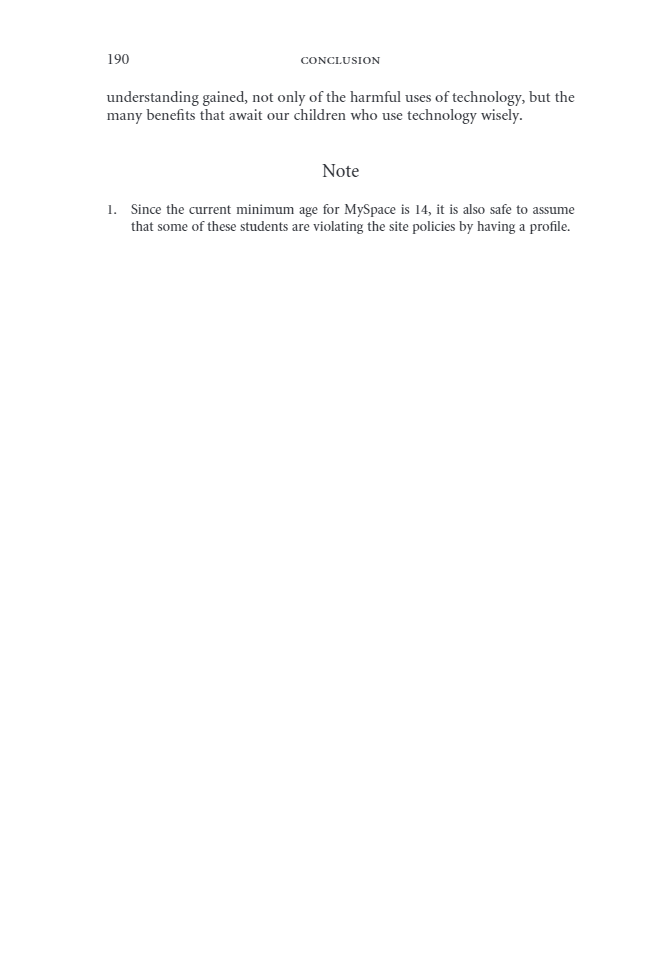 190 CONCLUSION
understanding gained, not only of the harmful uses of technology, but the
many benefits that await our children who use technology wisely.
Note
1. Since the current minimum age for MySpace is 14, it is also safe to assume
that some of these students are violating the site policies by having a profile.